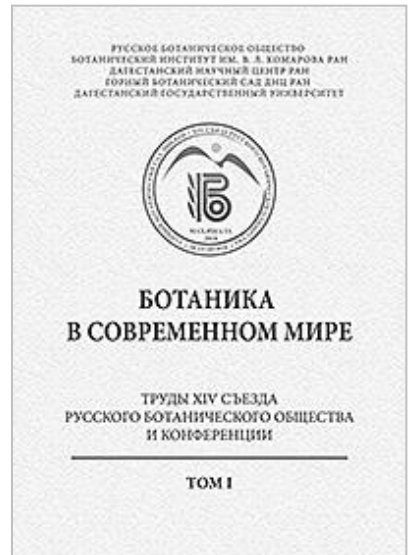 РУССКОЕ БОТАНИЧЕСКОЕ ОБЩЕСТВО
БОТАНИЧЕСКИЙ ИНСТИТУТ ИМ. В. Л. КОМАРОВА РАН
ДАГЕСТАНСКИЙ НАУЧНЫЙ ЦЕНТР РАН
ГОРНЫЙ БОТАНИЧЕСКИЙ САД ДНЦ РАН
ДАГЕСТАНСКИЙ ГОСУДАРСТВЕННЫЙ УНИВЕРСИТЕТ
БОТАНИКА
В СОВРЕМЕННОМ МИРЕ
ТРУДЫ XIV СЪЕЗДА
РУССКОГО БОТАНИЧЕСКОГО ОБЩЕСТВА
И КОНФЕРЕНЦИИ
ТОМ I